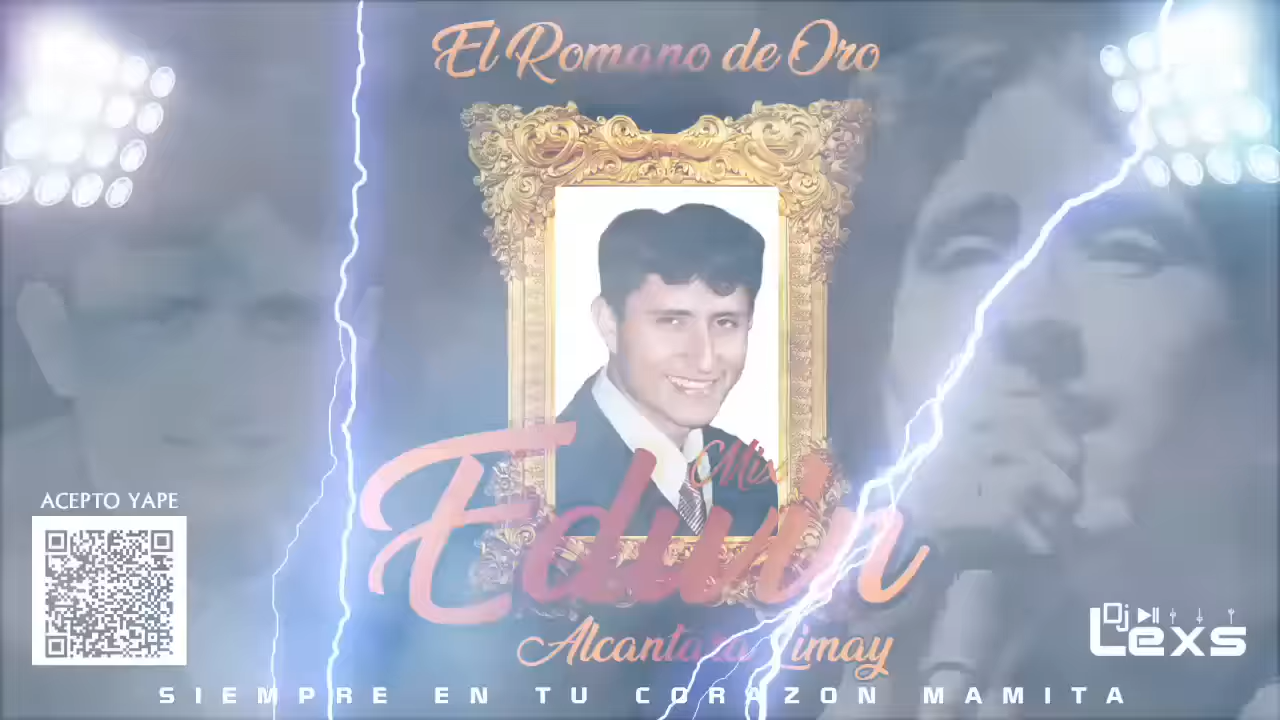 El Romano de Oro
Mix
Edwin
Alcantara Limay
ACEPTO YAPE
Dj Lexs
SIEMPRE EN TU CORAZON MAMITA